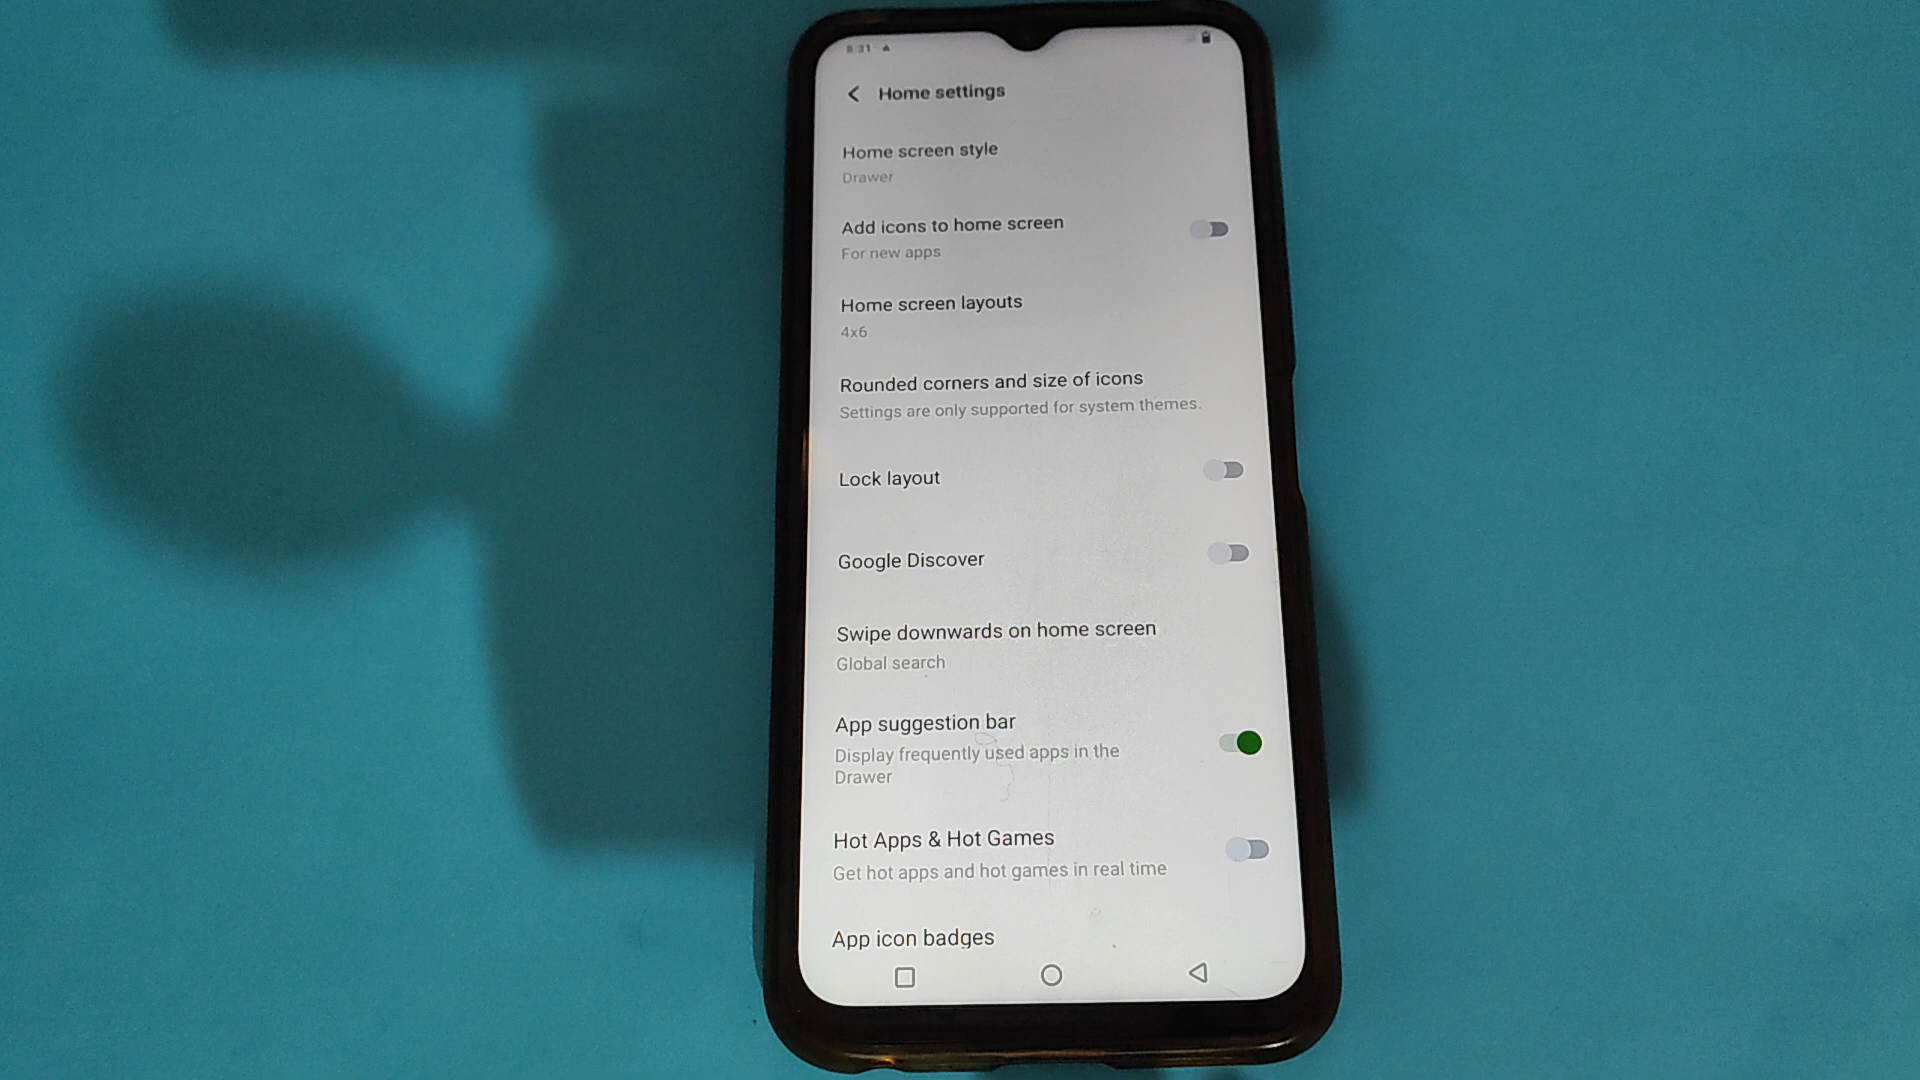 8:31
Home settings
Home screen style
Drawer
Add icons to home screen
For new apps
Home screen layouts
4x6
Rounded corners and size of icons
Settings are only supported for system themes.
Lock layout
Google Discover
Swipe downwards on home screen
Global search
App suggestion bar
Display frequently used apps in the
Drawer
Hot Apps & Hot Games
Get hot apps and hot games in real time
App icon badges